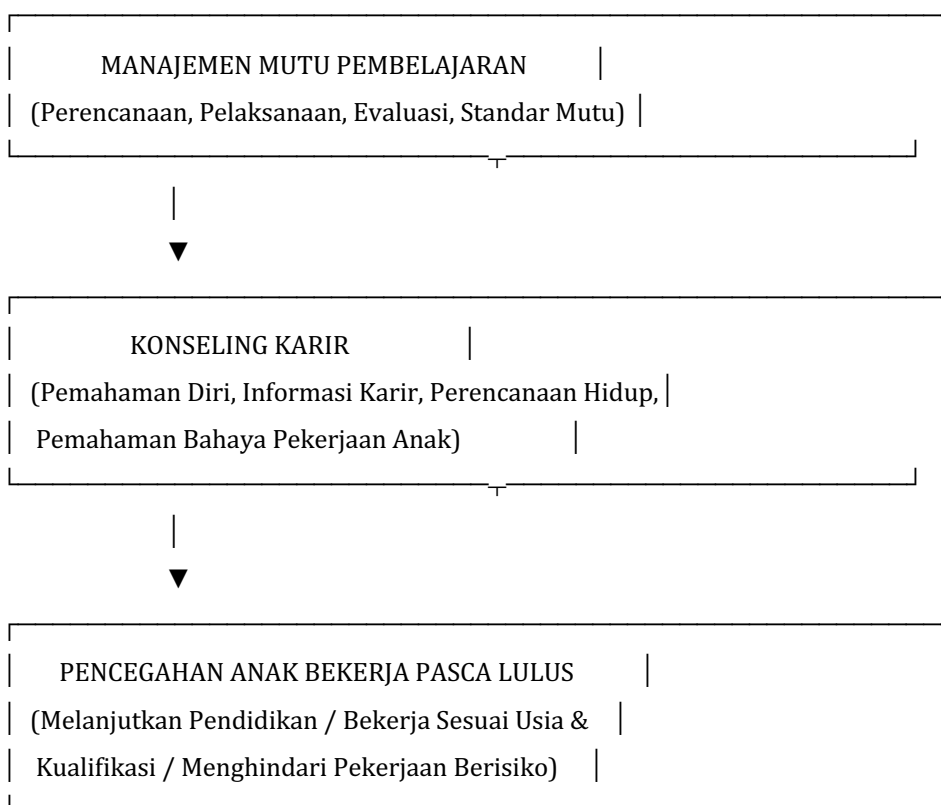 MANAJEMEN MUTU PEMBELAJARAN
(Perencanaan, Pelaksanaan, Evaluasi, Standar Mutu)
KONSELING KARIR
(Pemahaman Diri, Informasi Karir, Perencanaan Hidup,
Pemahaman Bahaya Pekerjaan Anak)
PENCEGAHAN ANAK BEKERJA PASCA LULUS
(Melanjutkan Pendidikan / Bekerja Sesuai Usia &
Kualifikasi / Menghindari Pekerjaan Berisiko)